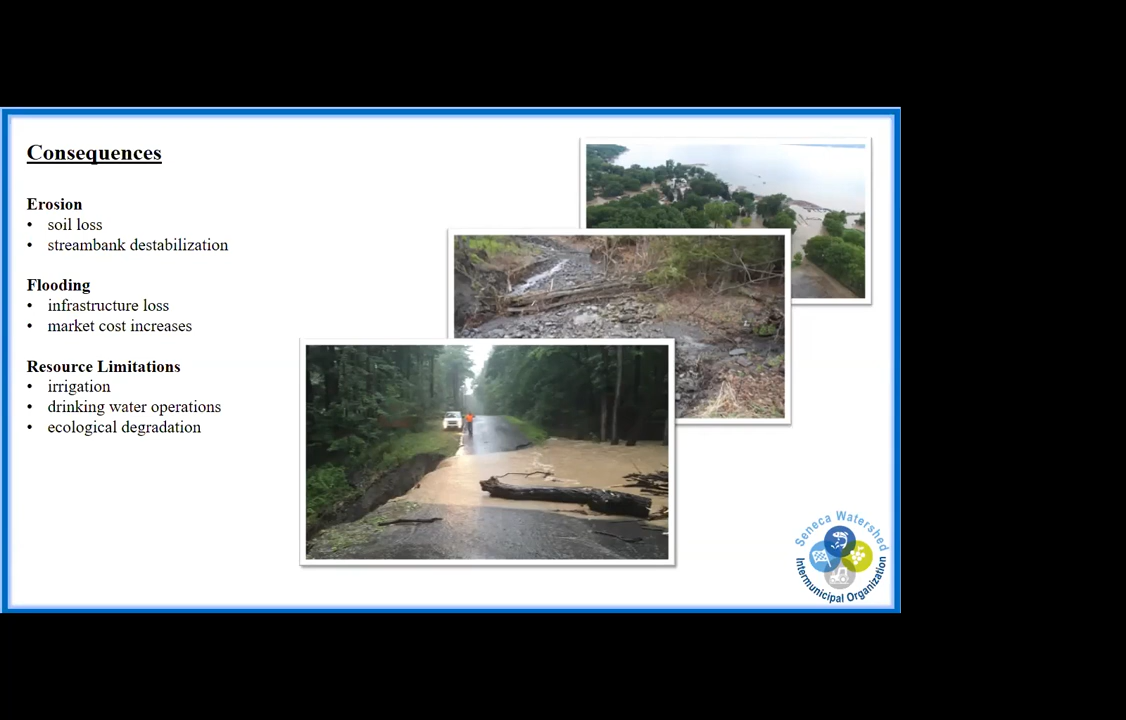 Consequences
Erosion
• soil loss
• streambank destabilization
Flooding
• infrastructure loss
• market cost increases
Resource Limitations
• irrigation
• drinking water operations
• ecological degradation
Seneca Watershed
Intermunicipal Organization